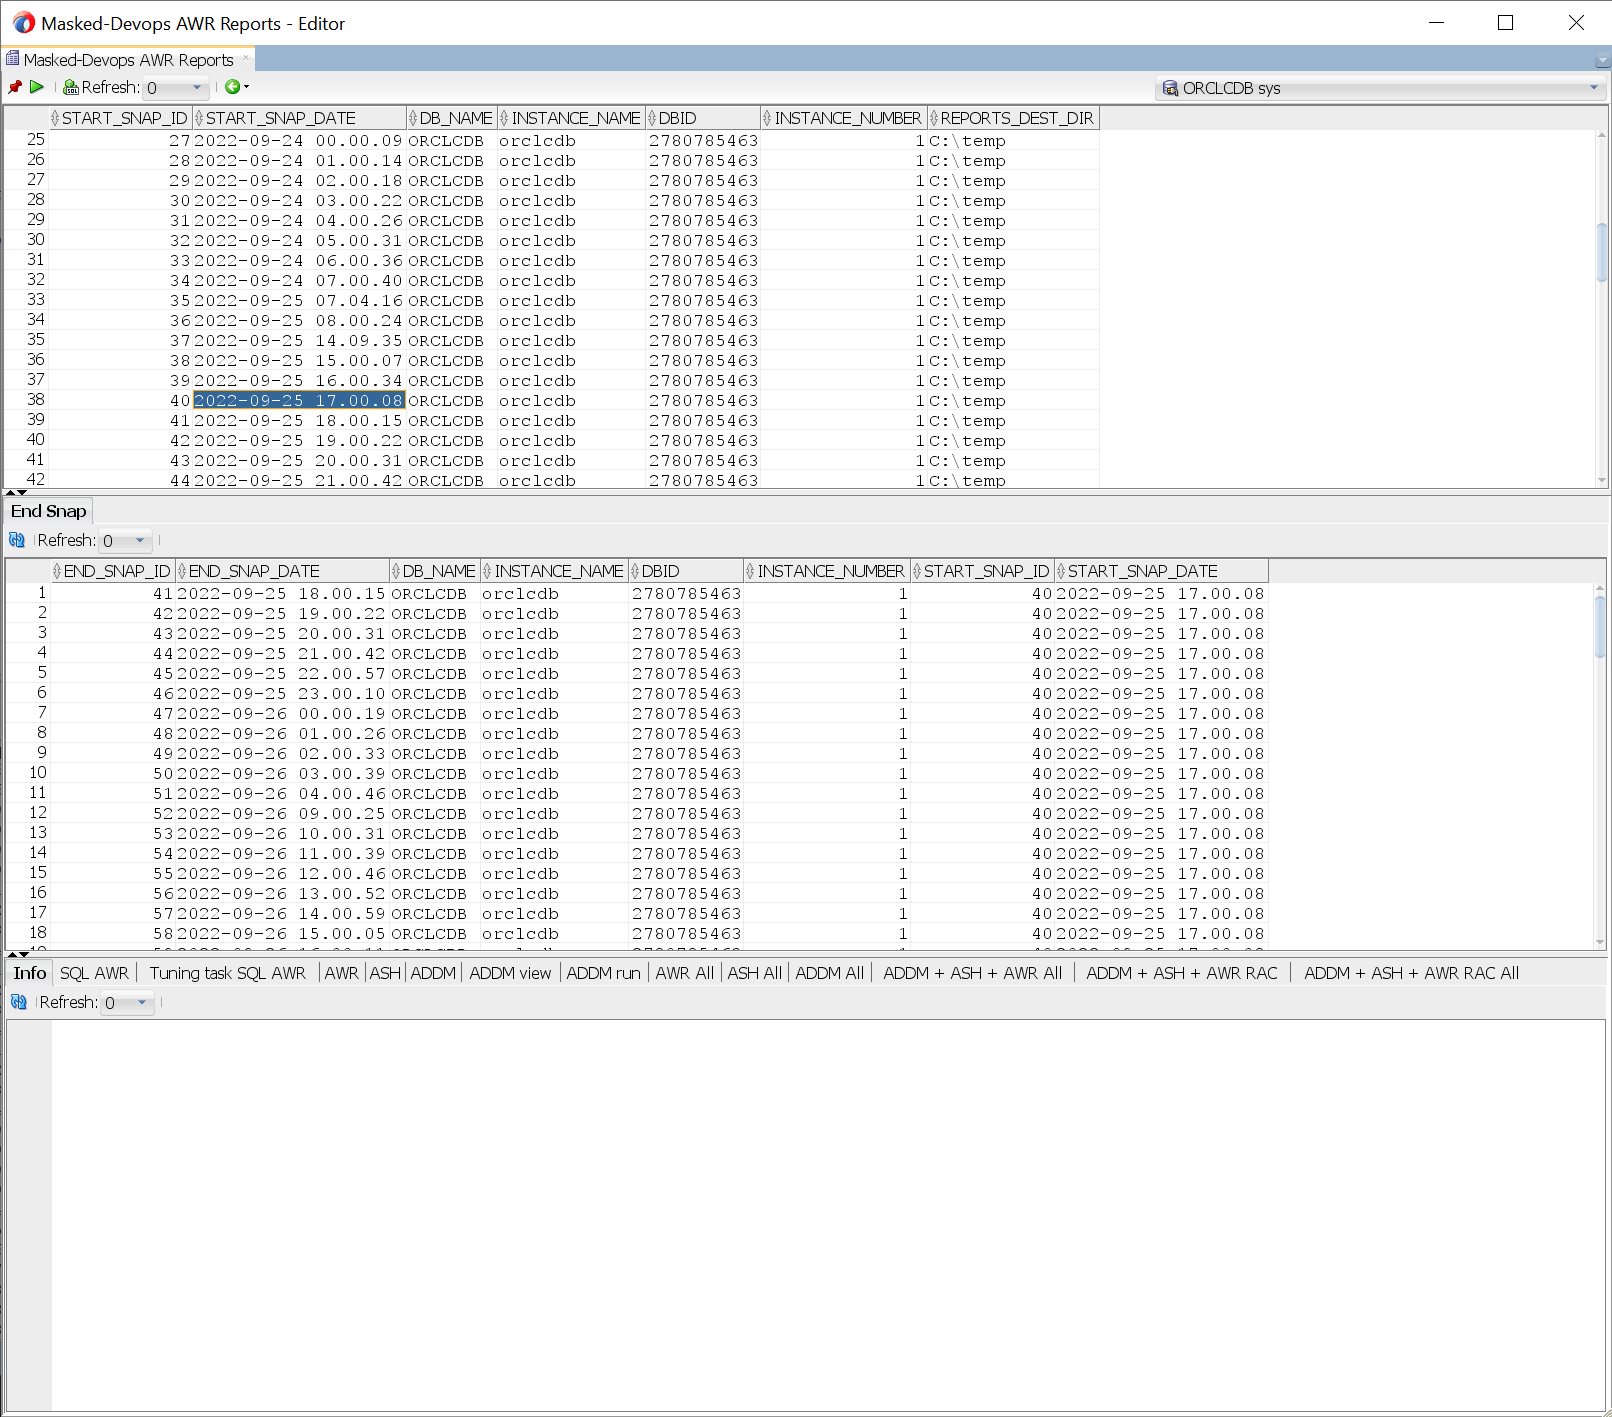 Masked-Devops AWR Reports - Editor
Masked-Devops AWR Reports
Refresh: 0 ORCLCDB sys
START_SNAP_ID START_SNAP_DATE DB_NAME INSTANCE_NAME DBID INSTANCE_NUMBER REPORTS_DEST_DIR
25 27 2022-09-24 00.00.09 ORCLCDB orclcdb 2780785463 1 C:\temp
26 28 2022-09-24 01.00.14 ORCLCDB orclcdb 2780785463 1 C:\temp
27 29 2022-09-24 02.00.18 ORCLCDB orclcdb 2780785463 1 C:\temp
28 30 2022-09-24 03.00.22 ORCLCDB orclcdb 2780785463 1 C:\temp
29 31 2022-09-24 04.00.26 ORCLCDB orclcdb 2780785463 1 C:\temp
30 32 2022-09-24 05.00.31 ORCLCDB orclcdb 2780785463 1 C:\temp
31 33 2022-09-24 06.00.36 ORCLCDB orclcdb 2780785463 1 C:\temp
32 34 2022-09-24 07.00.40 ORCLCDB orclcdb 2780785463 1 C:\temp
33 35 2022-09-25 07.04.16 ORCLCDB orclcdb 2780785463 1 C:\temp
34 36 2022-09-25 08.00.24 ORCLCDB orclcdb 2780785463 1 C:\temp
35 37 2022-09-25 14.09.35 ORCLCDB orclcdb 2780785463 1 C:\temp
36 38 2022-09-25 15.00.07 ORCLCDB orclcdb 2780785463 1 C:\temp
37 39 2022-09-25 16.00.34 ORCLCDB orclcdb 2780785463 1 C:\temp
38 40 2022-09-25 17.00.08 ORCLCDB orclcdb 2780785463 1 C:\temp
39 41 2022-09-25 18.00.15 ORCLCDB orclcdb 2780785463 1 C:\temp
40 42 2022-09-25 19.00.22 ORCLCDB orclcdb 2780785463 1 C:\temp
41 43 2022-09-25 20.00.31 ORCLCDB orclcdb 2780785463 1 C:\temp
42 44 2022-09-25 21.00.42 ORCLCDB orclcdb 2780785463 1 C:\temp
End Snap
Refresh: 0
END_SNAP_ID END_SNAP_DATE DB_NAME INSTANCE_NAME DBID INSTANCE_NUMBER START_SNAP_ID START_SNAP_DATE
1 41 2022-09-25 18.00.15 ORCLCDB orclcdb 2780785463 1 40 2022-09-25 17.00.08
2 42 2022-09-25 19.00.22 ORCLCDB orclcdb 2780785463 1 40 2022-09-25 17.00.08
3 43 2022-09-25 20.00.31 ORCLCDB orclcdb 2780785463 1 40 2022-09-25 17.00.08
4 44 2022-09-25 21.00.42 ORCLCDB orclcdb 2780785463 1 40 2022-09-25 17.00.08
5 45 2022-09-25 22.00.57 ORCLCDB orclcdb 2780785463 1 40 2022-09-25 17.00.08
6 46 2022-09-25 23.00.10 ORCLCDB orclcdb 2780785463 1 40 2022-09-25 17.00.08
7 47 2022-09-26 00.00.19 ORCLCDB orclcdb 2780785463 1 40 2022-09-25 17.00.08
8 48 2022-09-26 01.00.26 ORCLCDB orclcdb 2780785463 1 40 2022-09-25 17.00.08
9 49 2022-09-26 02.00.33 ORCLCDB orclcdb 2780785463 1 40 2022-09-25 17.00.08
10 50 2022-09-26 03.00.39 ORCLCDB orclcdb 2780785463 1 40 2022-09-25 17.00.08
11 51 2022-09-26 04.00.46 ORCLCDB orclcdb 2780785463 1 40 2022-09-25 17.00.08
12 52 2022-09-26 09.00.25 ORCLCDB orclcdb 2780785463 1 40 2022-09-25 17.00.08
13 53 2022-09-26 10.00.31 ORCLCDB orclcdb 2780785463 1 40 2022-09-25 17.00.08
14 54 2022-09-26 11.00.39 ORCLCDB orclcdb 2780785463 1 40 2022-09-25 17.00.08
15 55 2022-09-26 12.00.46 ORCLCDB orclcdb 2780785463 1 40 2022-09-25 17.00.08
16 56 2022-09-26 13.00.52 ORCLCDB orclcdb 2780785463 1 40 2022-09-25 17.00.08
17 57 2022-09-26 14.00.59 ORCLCDB orclcdb 2780785463 1 40 2022-09-25 17.00.08
18 58 2022-09-26 15.00.05 ORCLCDB orclcdb 2780785463 1 40 2022-09-25 17.00.08
Info SQL AWR Tuning task SQL AWR AWR ASH ADDM ADDM view ADDM run AWR All ASH All ADDM All ADDM + ASH + AWR All ADDM + ASH + AWR RAC ADDM + ASH + AWR RAC All
Refresh: 0